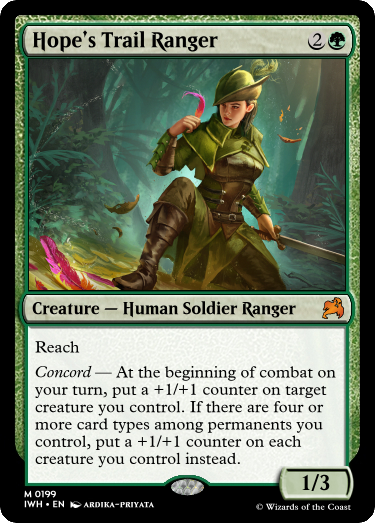 Hope's Trail Ranger 2
Creature — Human Soldier Ranger
Reach
Concord — At the beginning of combat on
your turn, put a +1/+1 counter on target
creature you control. If there are four or
more card types among permanents you
control, put a +1/+1 counter on each
creature you control instead.
1/3
M 0199
IWH • EN ARDIKA-PRIYATA
© Wizards of the Coast